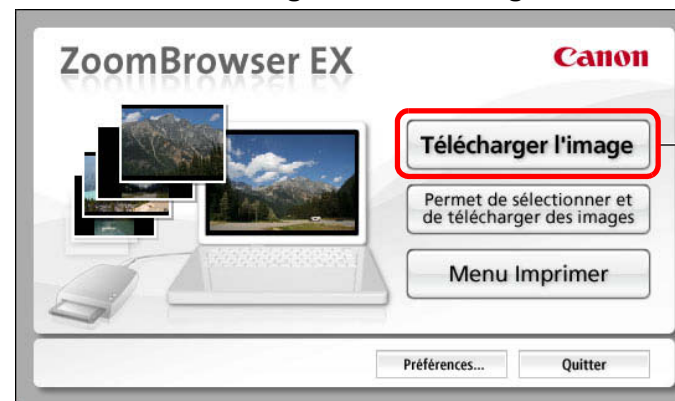 ZoomBrowser EX
Canon
Télécharger l'image
Permet de sélectionner et
de télécharger des images
Menu Imprimer
Préférences...
Quitter